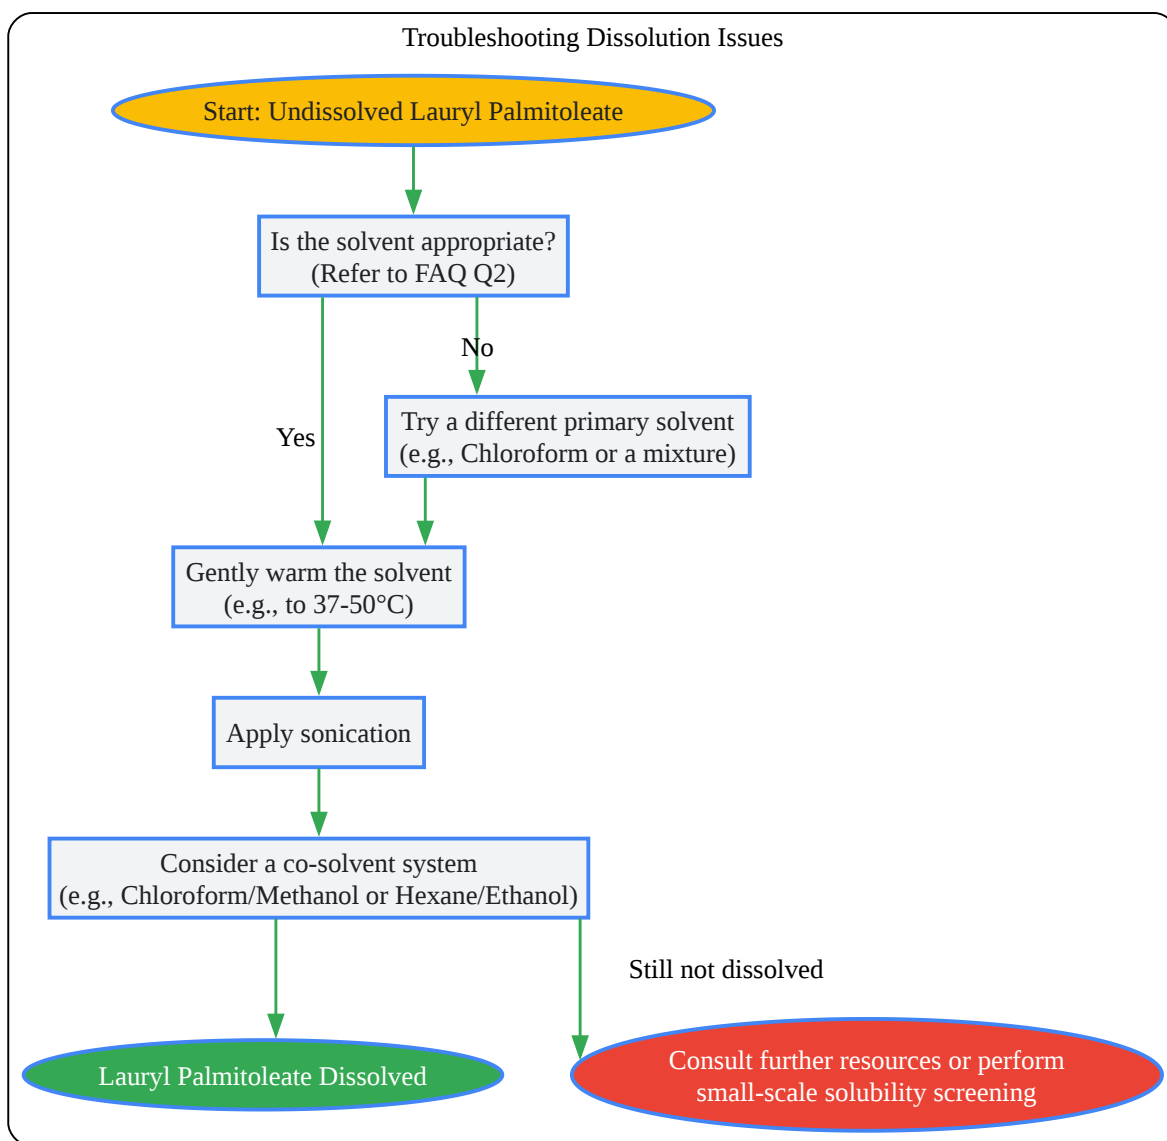 Troubleshooting Dissolution Issues
Start: Undissolved Lauryl Palmitoleate
Is the solvent appropriate?
(Refer to FAQ Q2)
No
Try a different primary solvent
(e.g., Chloroform or a mixture)
Yes
Gently warm the solvent
(e.g., to 37-50°C)
Apply sonication
Consider a co-solvent system
(e.g., Chloroform/Methanol or Hexane/Ethanol)
Still not dissolved
Lauryl Palmitoleate Dissolved
Consult further resources or perform
small-scale solubility screening